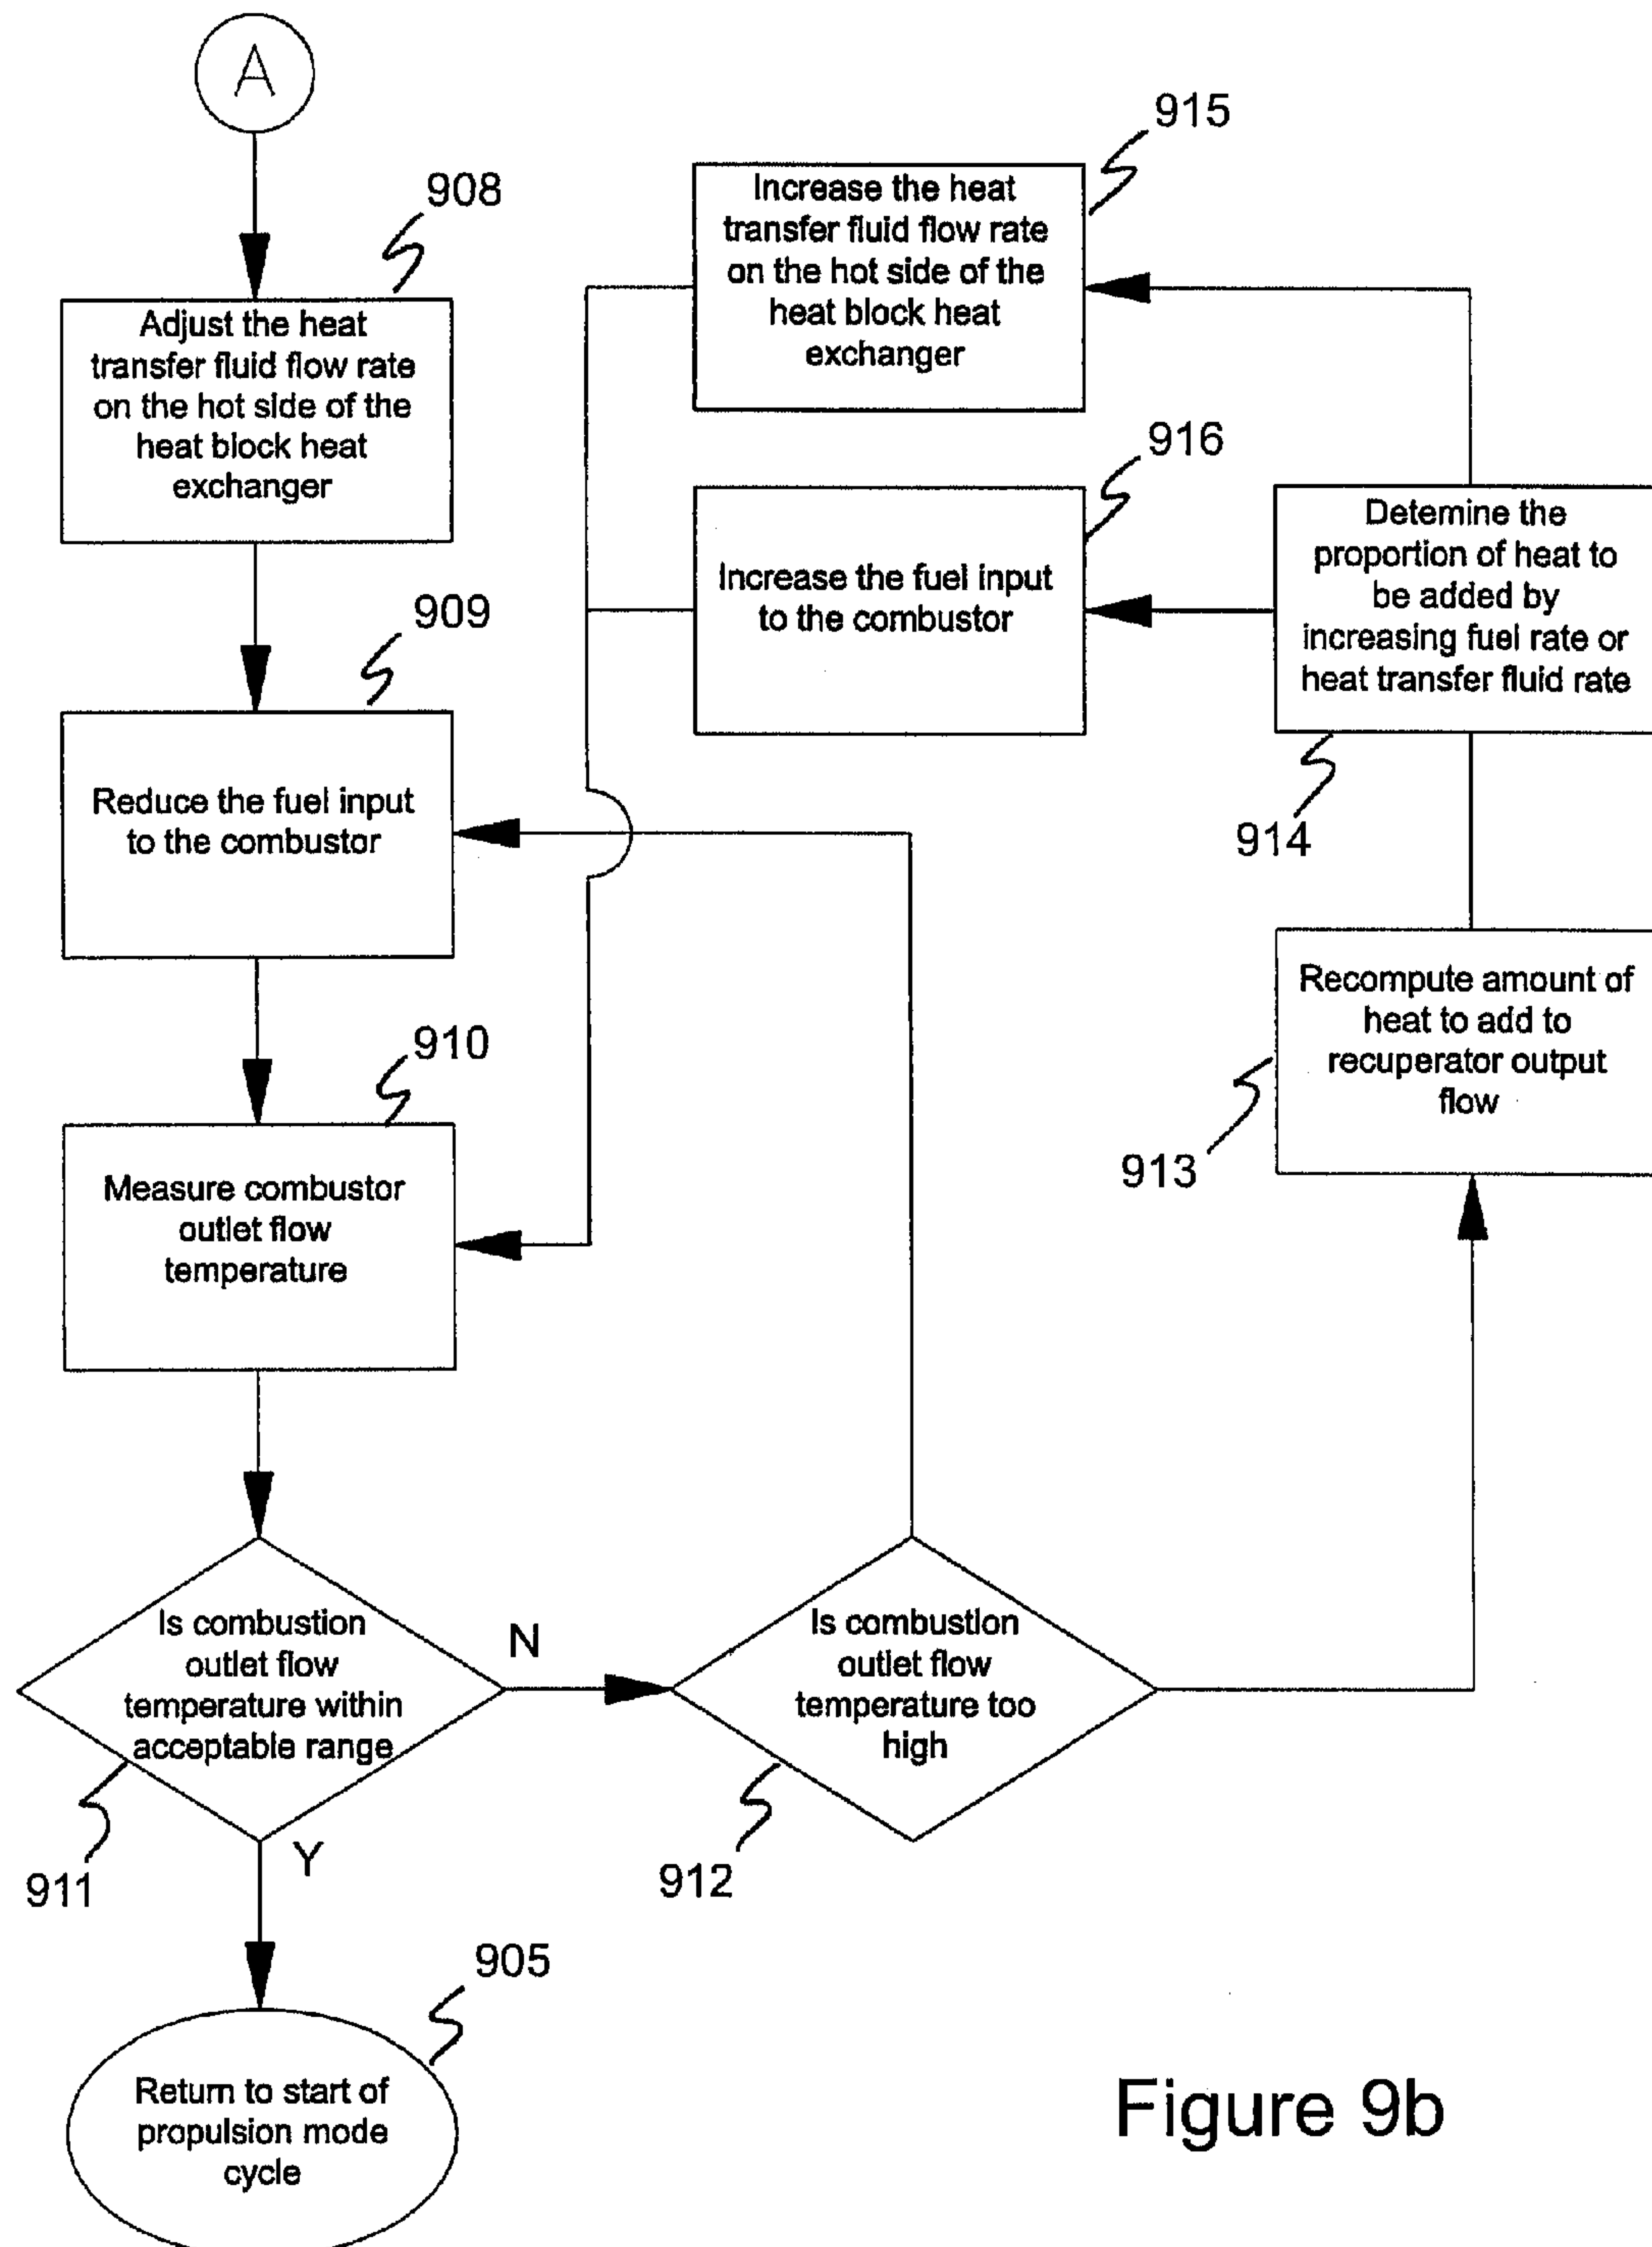 A
908
Adjust the heat
transfer fluid flow rate
on the hot side of the
heat block heat
exchanger
909
Reduce the fuel input
to the combustor
910
Measure combustor
outlet flow
temperature
Is combustion
outlet flow
temperature within
acceptable range
911
N
Y
905
Return to start of
propulsion mode
cycle
Is combustion
outlet flow
temperature too
high
912
Recompute amount of
heat to add to
recuperator output
flow
913
Detemine the
proportion of heat to
be added by
increasing fuel rate or
heat transfer fluid rate
914
915
Increase the heat
transfer fluid flow rate
on the hot side of the
heat block heat
exchanger
916
Increase the fuel input
to the combustor
Figure 9b